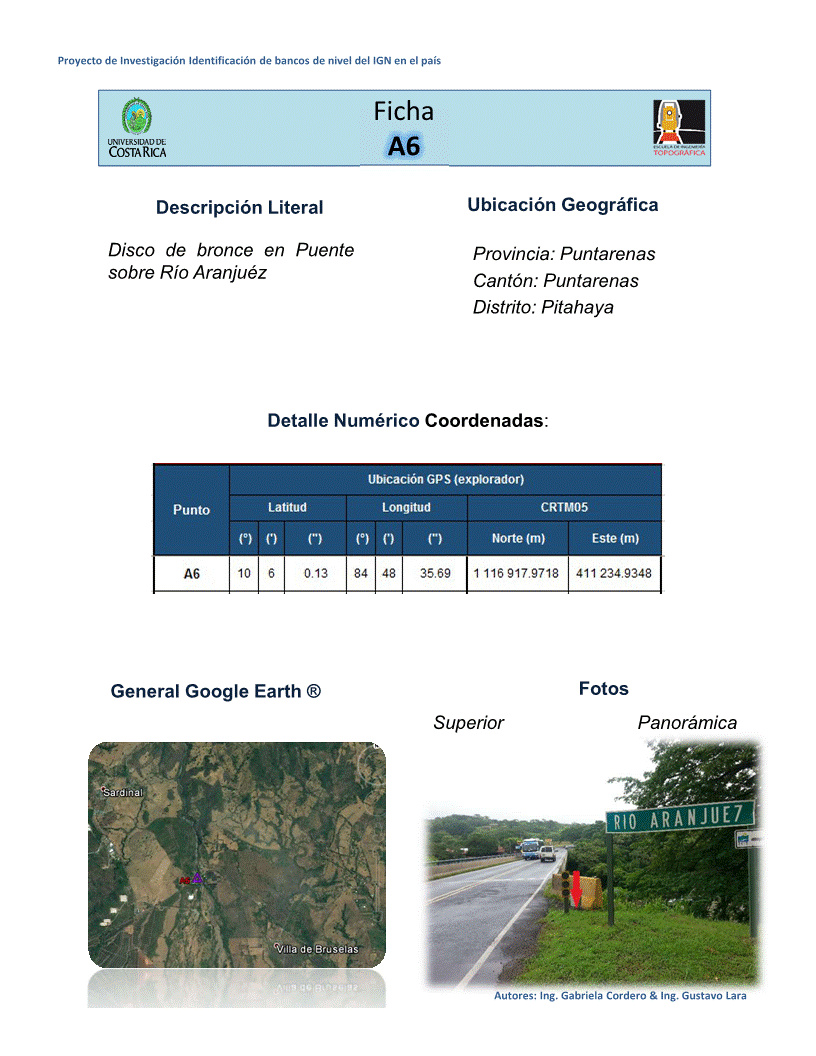 Proyecto de Investigación Identificación de bancos de nivel del IGN en el país
UNIVERSIDAD DE
COSTA RICA
Ficha
A6
ESCUELA DE INGENIERÍA
TOPOGRÁFICA
Descripción Literal
Disco de bronce en Puente
sobre Río Aranjuéz
Ubicación Geográfica
Provincia: Puntarenas
Cantón: Puntarenas
Distrito: Pitahaya
Detalle Numérico Coordenadas:
Ubicación GPS (explorador)
Punto Latitud Longitud CRTM05
(°) (') (") (°) (') (") Norte (m) Este (m)
A6 10 6 0.13 84 48 35.69 1 116 917.9718 411 234.9348
General Google Earth ®
Fotos
Superior Panorámica
Sardinal
A6
Villa de Bruselas
RIO ARANJUEZ
Autores: Ing. Gabriela Cordero & Ing. Gustavo Lara